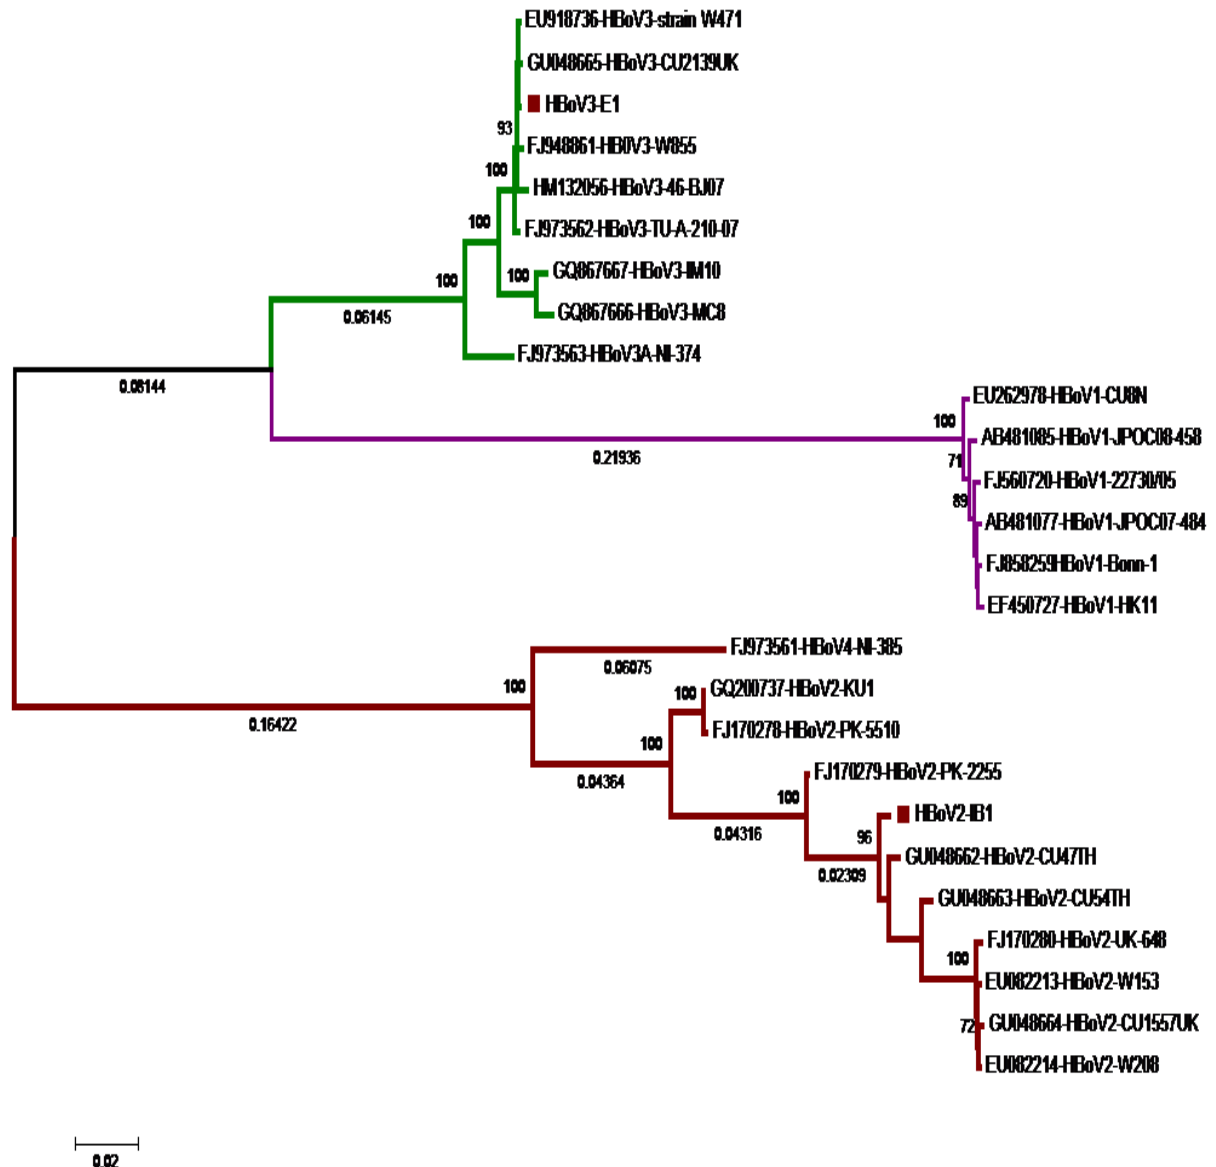 EU918736-HBoV3-strain W471
GU048665-HBoV3-CU2139UK
HBoV3-E1
93
FJ948861-HB0V3-W855
100
HM132056-HBoV3-46-BJ07
100
FJ973562-HBoV3-TU-A-210-07
100
GQ867667-HBoV3-IM10
100
GQ867666-HBoV3-MC8
0.06145
FJ973563-HBoV3A-NI-374
0.08144
EU262978-HBoV1-CU8N
100
AB481085-HBoV1-JPOC08-458
0.21936
71
FJ560720-HBoV1-22730/05
89
AB481077-HBoV1-JPOC07-484
FJ858259HBoV1-Bonn-1
EF450727-HBoV1-HK11
FJ973561-HBoV4-NI-385
0.06075
100
GQ200737-HBoV2-KU1
100
0.16422
FJ170278-HBoV2-PK-5510
100
FJ170279-HBoV2-PK-2255
0.04364
100
HBoV2-IB1
0.04316
96
GU048662-HBoV2-CU47TH
0.02309
GU048663-HBoV2-CU54TH
FJ170280-HBoV2-UK-648
100
EU082213-HBoV2-W153
GU048664-HBoV2-CU1557UK
72
EU082214-HBoV2-W208
0.02